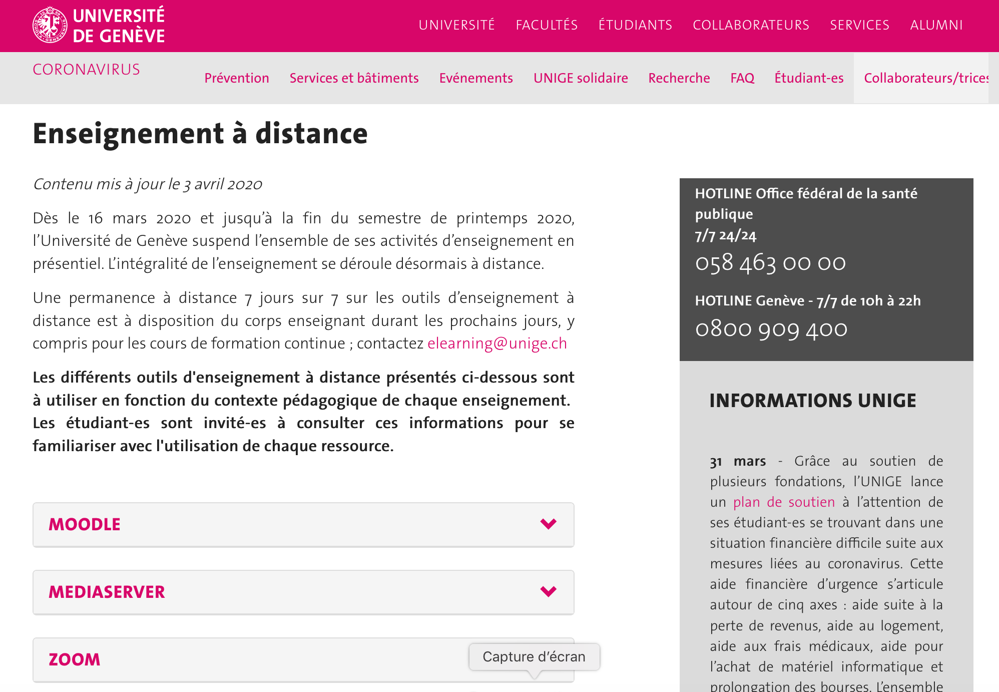 UNIVERSITÉ
DE GENÈVE
UNIVERSITÉ FACULTÉS ÉTUDIANTS COLLABORATEURS SERVICES ALUMNI
CORONAVIRUS
Prévention Services et bâtiments Evénements UNIGE solidaire Recherche FAQ Étudiant-es Collaborateurs/trices
Enseignement à distance
Contenu mis à jour le 3 avril 2020
Dès le 16 mars 2020 et jusqu’à la fin du semestre de printemps 2020,
l’Université de Genève suspend l’ensemble de ses activités d’enseignement en
présentiel. L’intégralité de l’enseignement se déroule désormais à distance.
Une permanence à distance 7 jours sur 7 sur les outils d’enseignement à
distance est à disposition du corps enseignant durant les prochains jours, y
compris pour les cours de formation continue ; contactez elearning@unige.ch
Les différents outils d'enseignement à distance présentés ci-dessous sont
à utiliser en fonction du contexte pédagogique de chaque enseignement.
Les étudiant-es sont invité-es à consulter ces informations pour se
familiariser avec l'utilisation de chaque ressource.
MOODLE
MEDIASERVER
ZOOM
Capture d’écran
HOTLINE Office fédéral de la santé
publique
7/7 24/24
058 463 00 00
HOTLINE Genève - 7/7 de 10h à 22h
0800 909 400
INFORMATIONS UNIGE
31 mars - Grâce au soutien de
plusieurs fondations, l’UNIGE lance
un plan de soutien à l’attention de
ses étudiant-es se trouvant dans une
situation financière difficile suite aux
mesures liées au coronavirus. Cette
aide financière d’urgence s’articule
autour de cinq axes : aide suite à la
perte de revenus, aide au logement,
aide aux frais médicaux, aide pour
l’achat de matériel informatique et
prolongation des bourses. L’ensemble